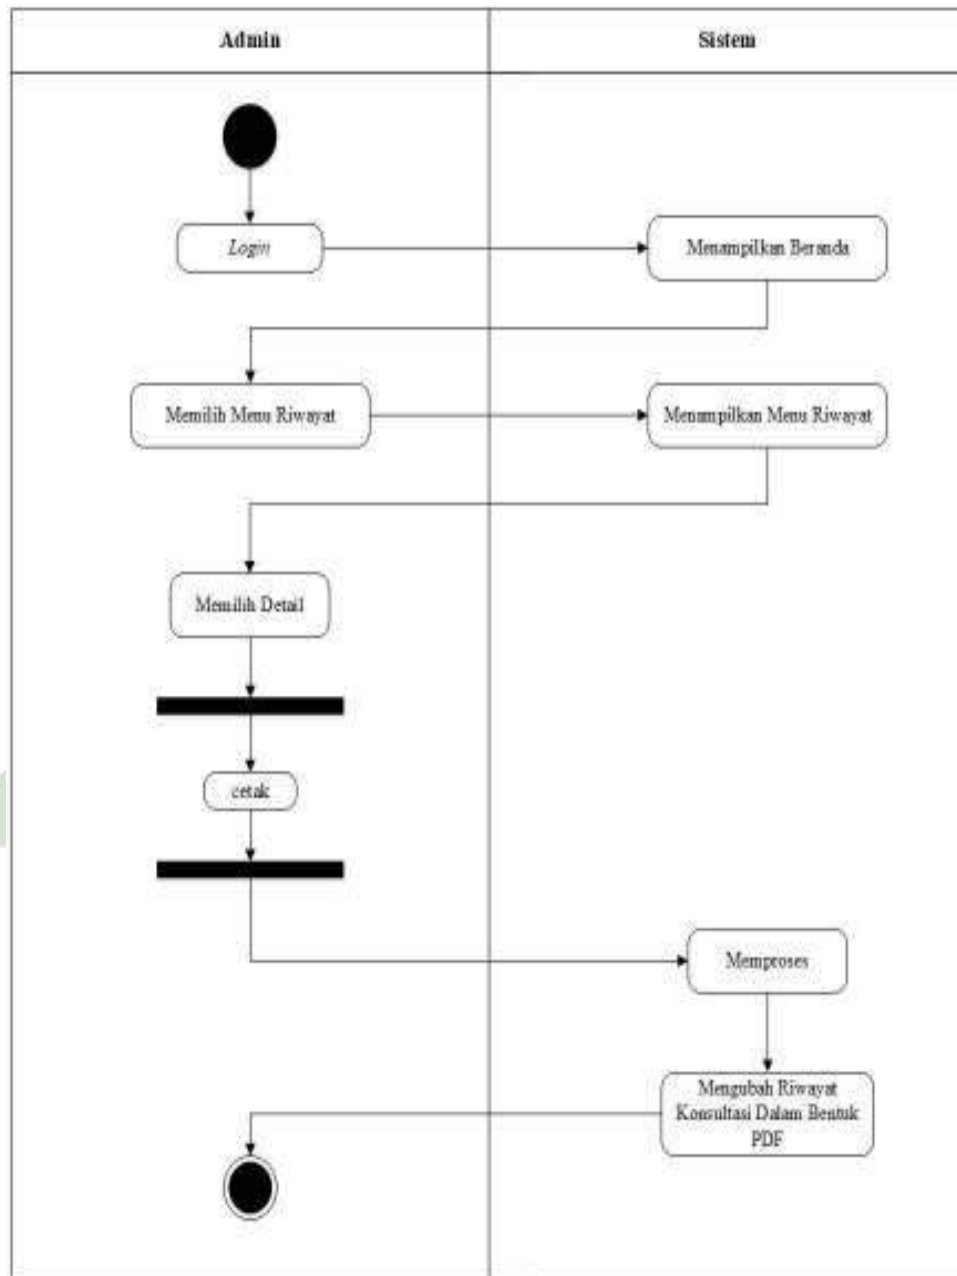 Admin
Sistem
Login
Menampilkan Beranda
Memilih Menu Riwayat
Menampilkan Menu Riwayat
Memilih Detail
cetak
Memproses
Mengubah Riwayat
Konsultasi Dalam Bentuk
PDF